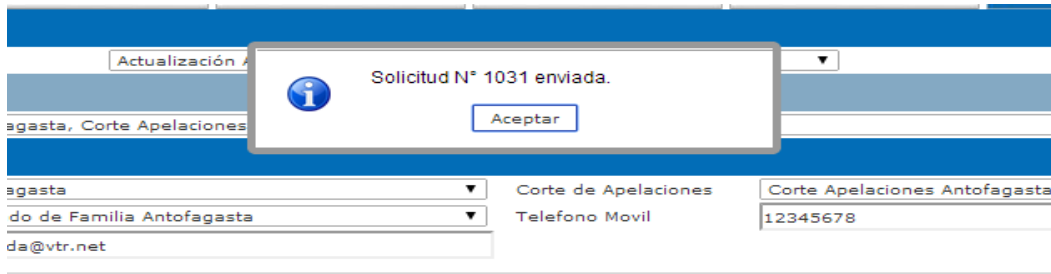 Actualización
Solicitud N° 1031 enviada.
Aceptar
agasta, Corte Apelaciones
agasta
Corte de Apelaciones
Corte Apelaciones Antofagasta
do de Familia Antofagasta
Telefono Movil
12345678
da@vtr.net